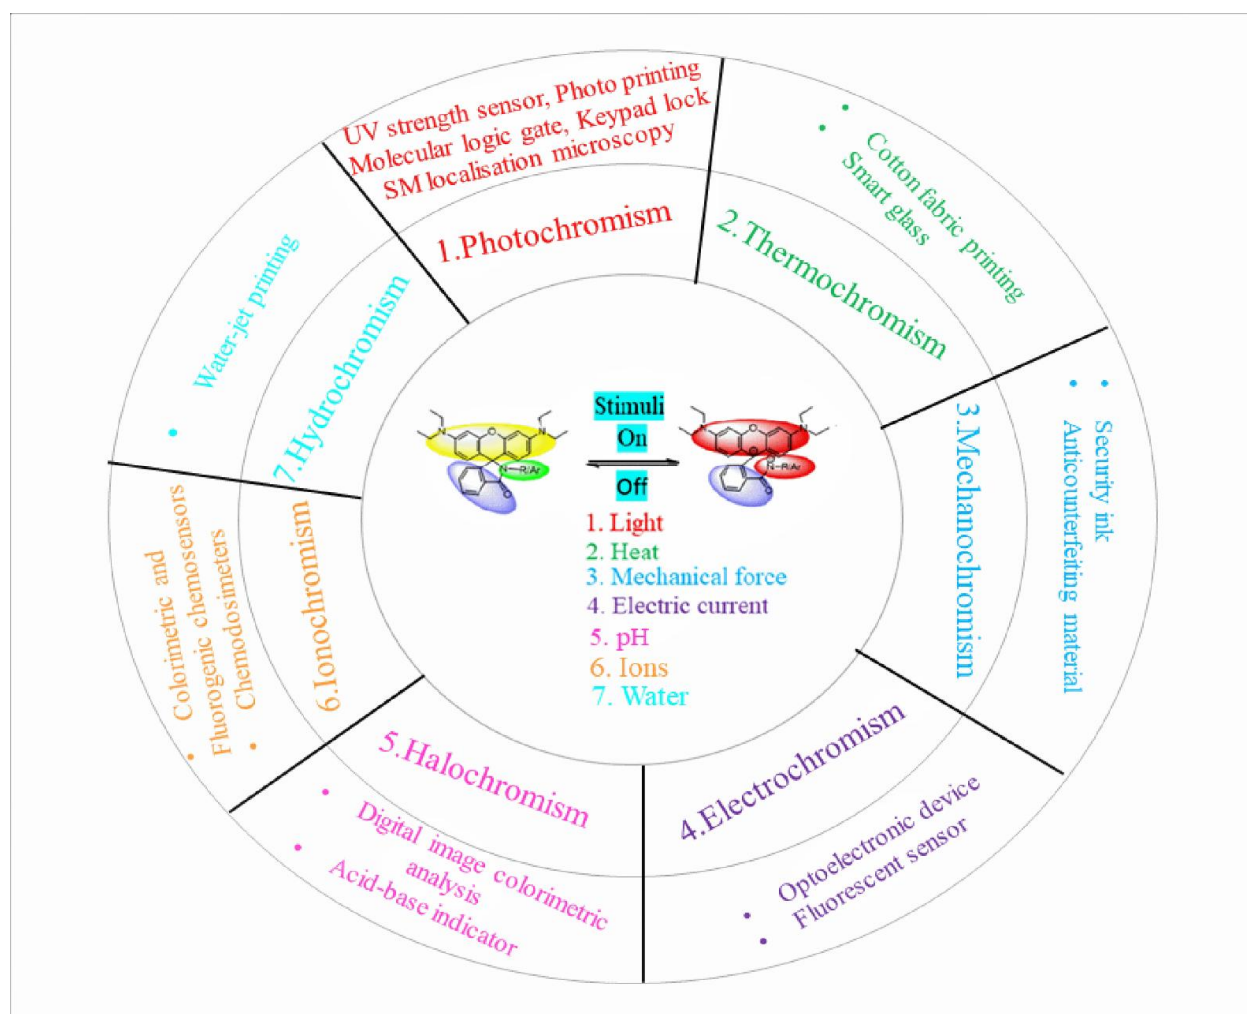 UV strength sensor, Photo printing
Molecular logic gate, Keypad lock
SM localisation microscopy
1.Photochromism
• Cotton fabric printing
• Smart glass
2.Thermochromism
• Security ink
• Anticounterfeiting material
3.Mechanochromism
4.Electrochromism
• Optoelectronic device
• Fluorescent sensor
5.Halochromism
• Digital image colorimetric
analysis
• Acid-base indicator
6.Ionochromism
• Colorimetric and
Fluorogenic chemosensors
• Chemodosimeters
7.Hydrochromism
• Water-jet printing
Stimuli
On
Off
1. Light
2. Heat
3. Mechanical force
4. Electric current
5. pH
6. Ions
7. Water
N
O
N
N-R/Ar
O
N
O
N
N-R/Ar
O